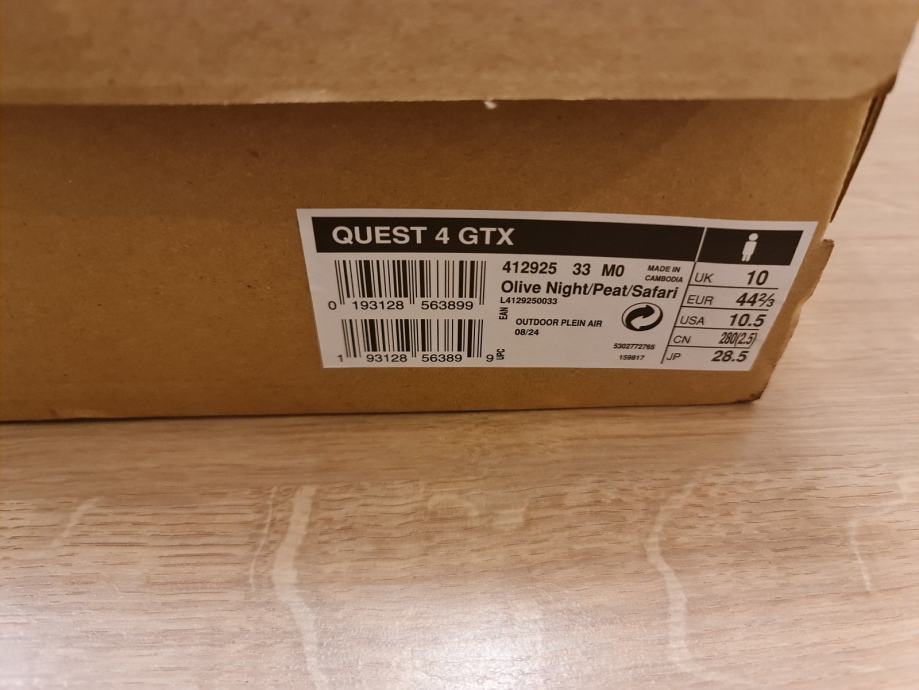 QUEST 4 GTX
412925 33 M0
MADE IN
CAMBODIA
Olive Night/Peat/Safari
L4129250033
EAN
0 193128 563899
OUTDOOR PLEIN AIR
08/24
1 93128 56389 9
UPC
5302772765
159817
UK 10
EUR 44⅔
USA 10.5
CN 280(2.5)
JP 28.5